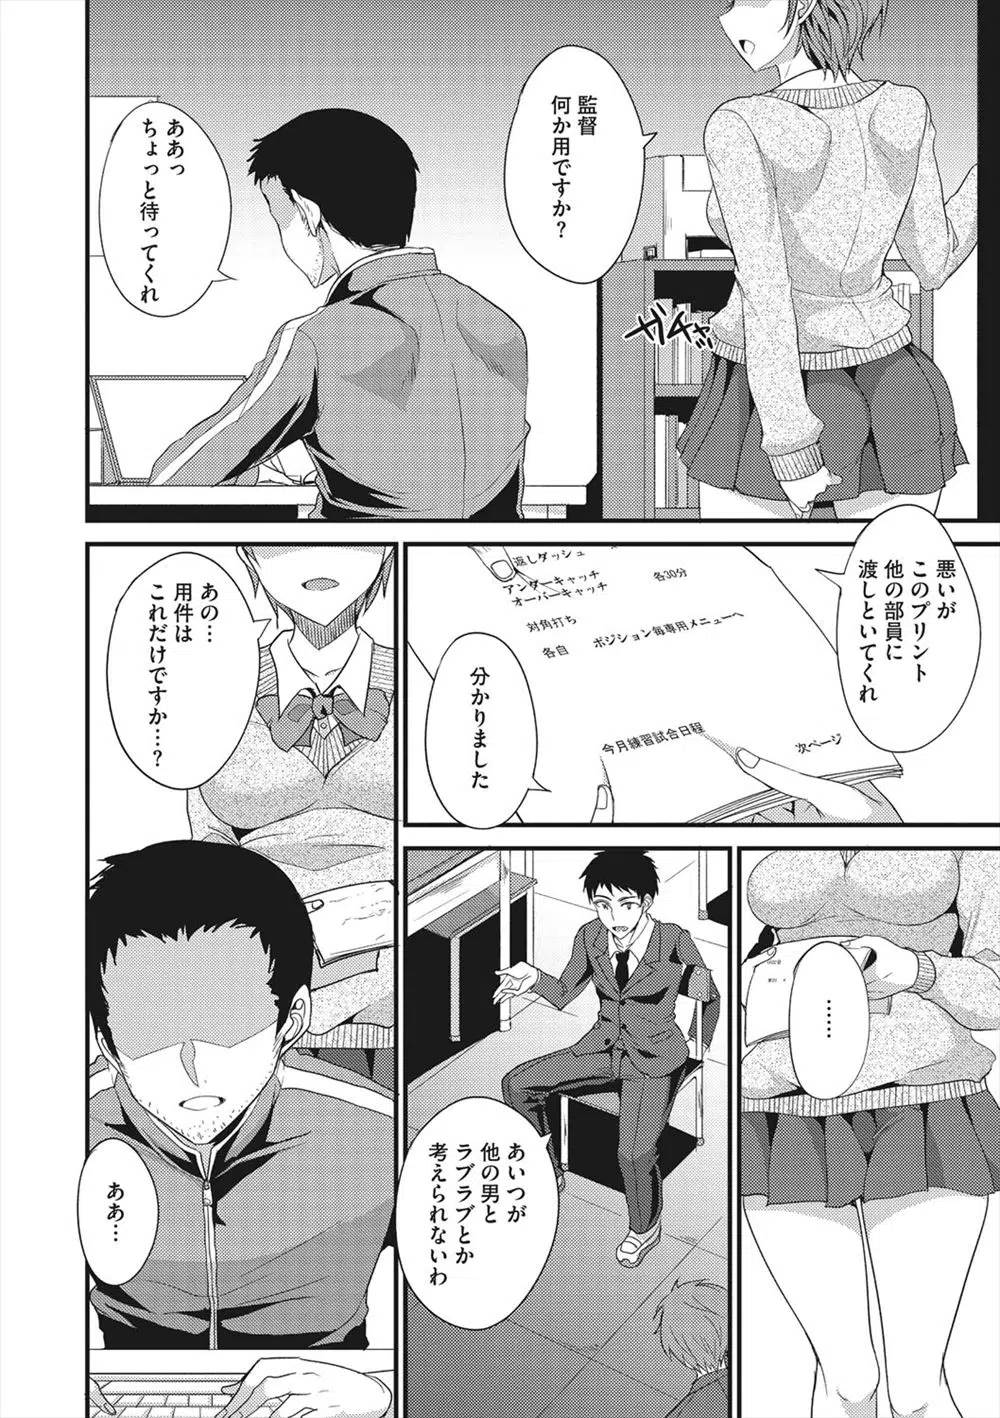 監督
何か用ですか？
ガチャッ
ああっ
ちょっと待ってくれ
悪いが
このプリント
他の部員に
渡しといてくれ
返しダッシュ
アンダーキャッチ
オーバーキャッチ
各30分
対角打ち
各自　ポジション毎専用メニューへ
今月練習試合日程
次ページ
分かりました
あの…
用件は
これだけですか…？
ああ…
……
あいつが
他の男と
ラブラブとか
考えられないわ